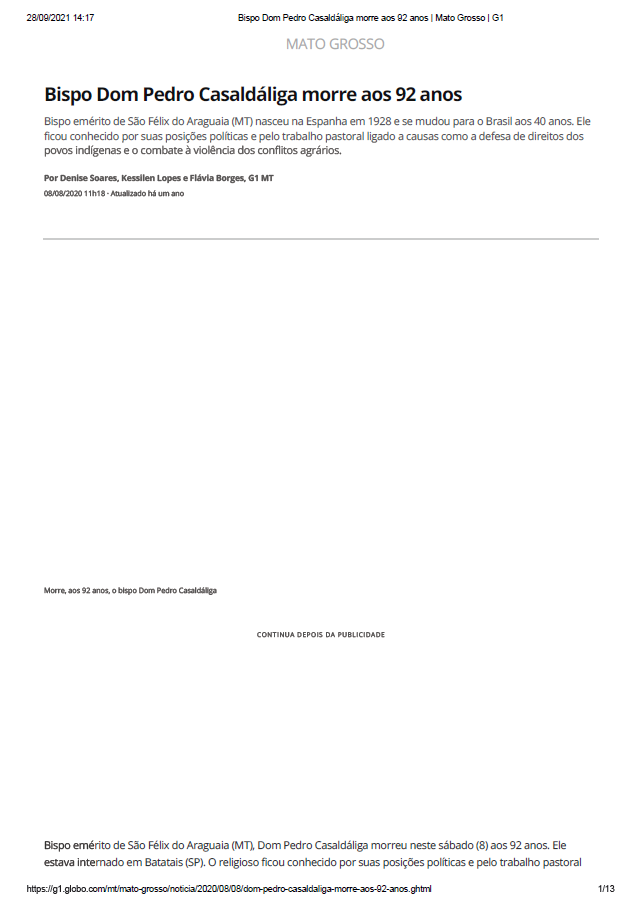 28/09/2021 14:17
Bispo Dom Pedro Casaldáliga morre aos 92 anos | Mato Grosso | G1
MATO GROSSO
Bispo Dom Pedro Casaldáliga morre aos 92 anos
Bispo emérito de São Félix do Araguaia (MT) nasceu na Espanha em 1928 e se mudou para o Brasil aos 40 anos. Ele
ficou conhecido por suas posições políticas e pelo trabalho pastoral ligado a causas como a defesa de direitos dos
povos indígenas e o combate à violência dos conflitos agrários.
Por Denise Soares, Kessilen Lopes e Flávia Borges, G1 MT
08/08/2020 11h18 · Atualizado há um ano
Morre, aos 92 anos, o bispo Dom Pedro Casaldáliga
CONTINUA DEPOIS DA PUBLICIDADE
Bispo emérito de São Félix do Araguaia (MT), Dom Pedro Casaldáliga morreu neste sábado (8) aos 92 anos. Ele
estava internado em Batatais (SP). O religioso ficou conhecido por suas posições políticas e pelo trabalho pastoral
https://g1.globo.com/mt/mato-grosso/noticia/2020/08/08/dom-pedro-casaldaliga-morre-aos-92-anos.ghtml
1/13